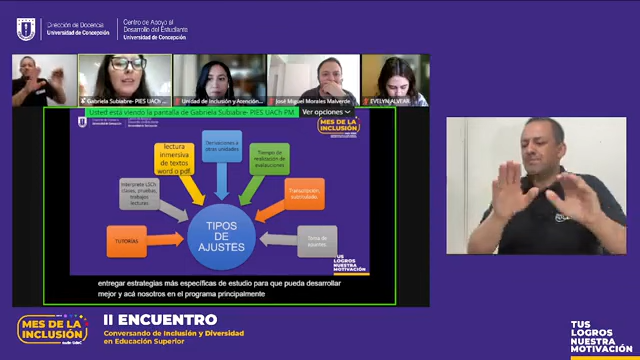 Dirección de Docencia
Universidad de Concepción
Centro de Apoyo al
Desarrollo del Estudiante
Universidad de Concepción
Gabriela Subiabre- PIES UACh
Unidad de Inclusión y Atención...
José Miguel Morales Malverde
EVELYN ALVEAR
Usted está viendo la pantalla de Gabriela Subiabre- PIES UACh-PM
Ver opciones
MES DE LA
INCLUSIÓN
lectura
inmersiva
de textos
word o pdf.
Derivaciones a
otras unidades
Tiempo de
realización de
evaluaciones
Interprete LSCh
clases, pruebas,
trabajos
lecturas
Transcripción,
subtitulado
TIPOS
DE
AJUSTES
TUTORÍAS
Toma de
apuntes
TUS
LOGROS
NUESTRA
MOTIVACIÓN
entregar estrategias más específicas de estudio para que pueda desarrollar
mejor y acá nosotros en el programa principalmente
MES DE LA
INCLUSIÓN
II ENCUENTRO
Conversando de Inclusión y Diversidad
en Educación Superior
TUS
LOGROS
NUESTRA
MOTIVACIÓN